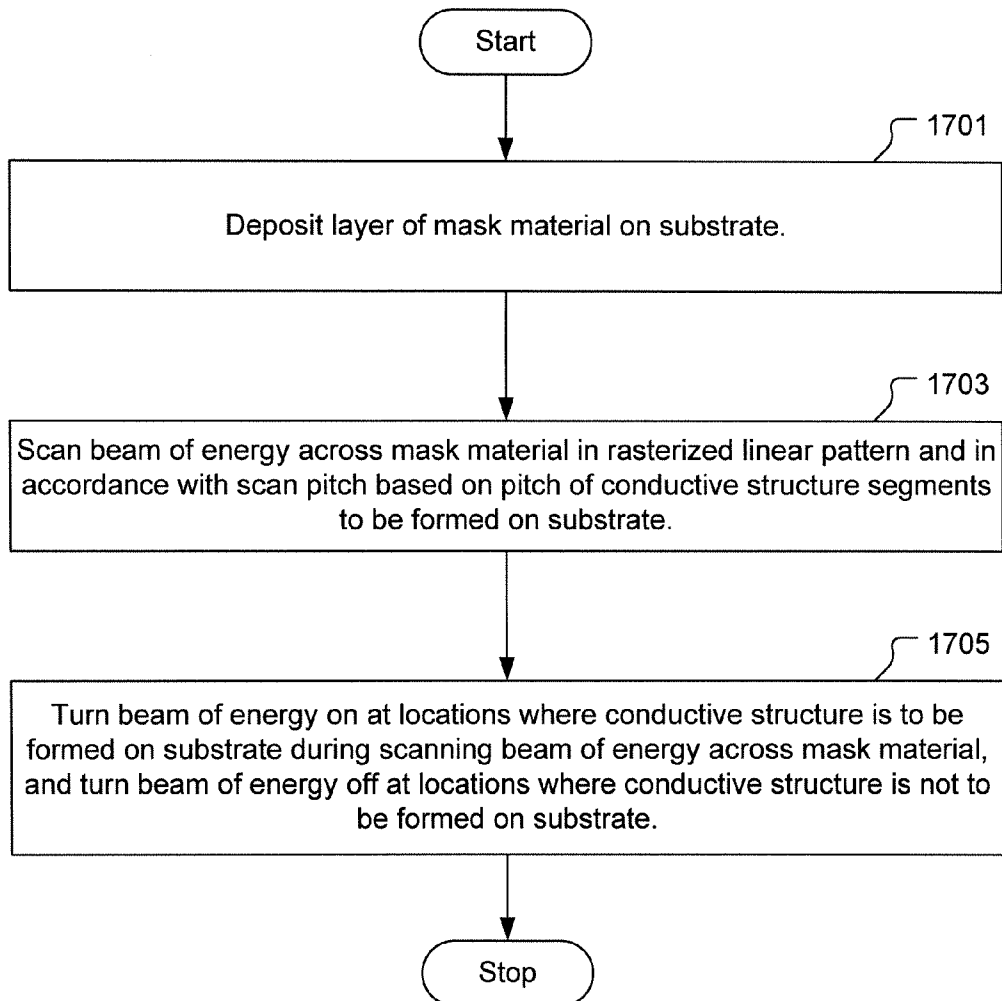 Start
1701
Deposit layer of mask material on substrate.
1703
Scan beam of energy across mask material in rasterized linear pattern and in
accordance with scan pitch based on pitch of conductive structure segments
to be formed on substrate.
1705
Turn beam of energy on at locations where conductive structure is to be
formed on substrate during scanning beam of energy across mask material,
and turn beam of energy off at locations where conductive structure is not to
be formed on substrate.
Stop